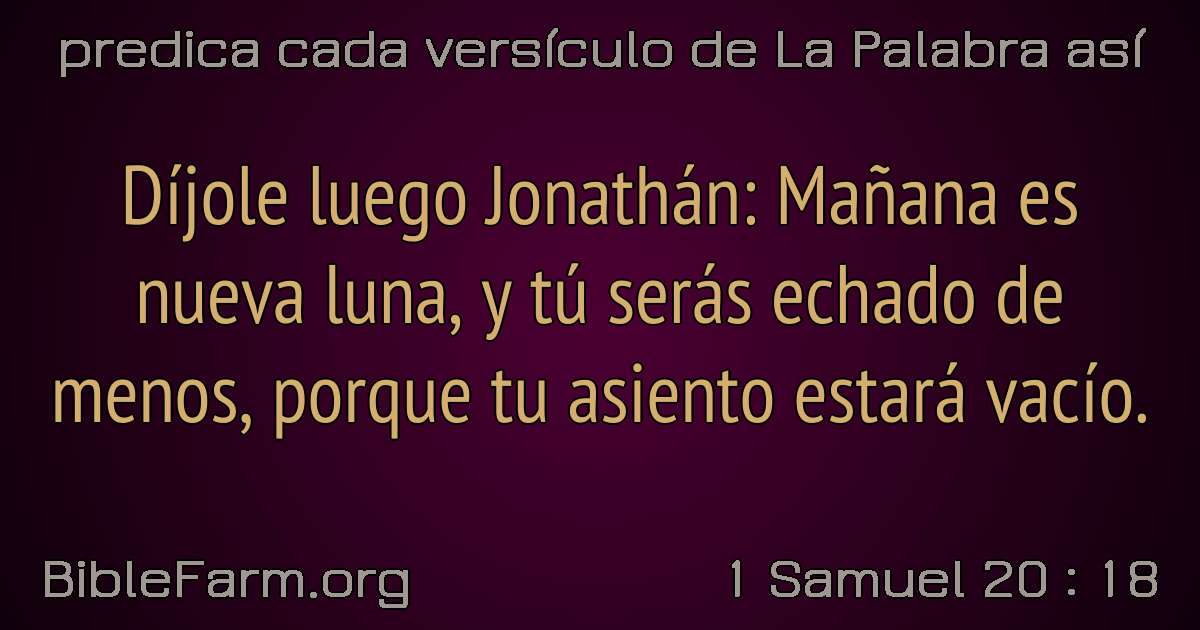 predica cada versículo de La Palabra así
Díjole luego Jonathán: Mañana es
nueva luna, y tú serás echado de
menos, porque tu asiento estará vacío.
BibleFarm.org
1 Samuel 20 : 18